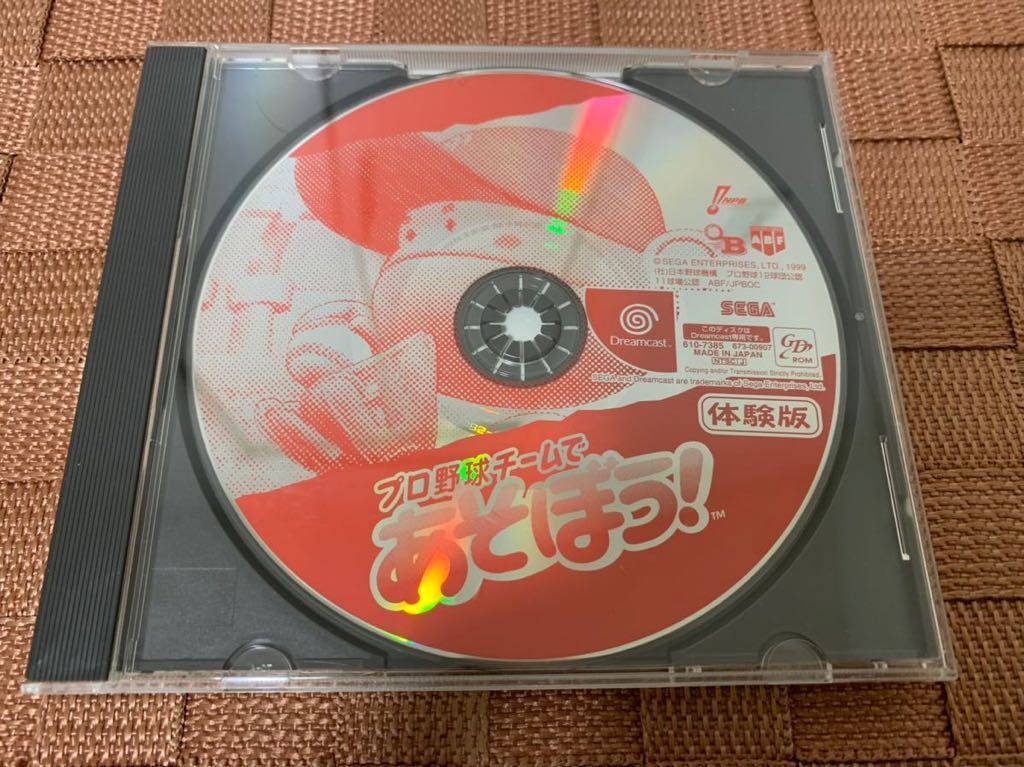 NPB
B
ABF
© SEGA ENTERPRISES, LTD., 1999
(社)日本野球機構 プロ野球12球団公認
11球場公認 ABF/JPBOC
SEGA
Dreamcast™
このディスクは
Dreamcast専用です。
610-7385 673-00907
MADE IN JAPAN
NTSC J
GD-ROM
Copying and/or Transmission Strictly Prohibited.
SEGA and Dreamcast are trademarks of Sega Enterprises, Ltd.
体験版
プロ野球チームで
あそぼう!™